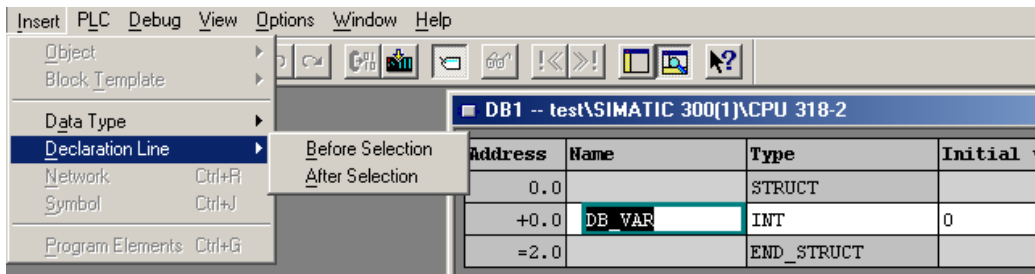 Insert PLC Debug View Options Window Help
Object
Block Template
Data Type
Declaration Line
Before Selection
After Selection
Network Ctrl+R
Symbol Ctrl+J
Program Elements Ctrl+G
DB1 -- test\SIMATIC 300(1)\CPU 318-2
Address Name Type Initial
0.0 STRUCT
+0.0 DB_VAR INT 0
=2.0 END_STRUCT